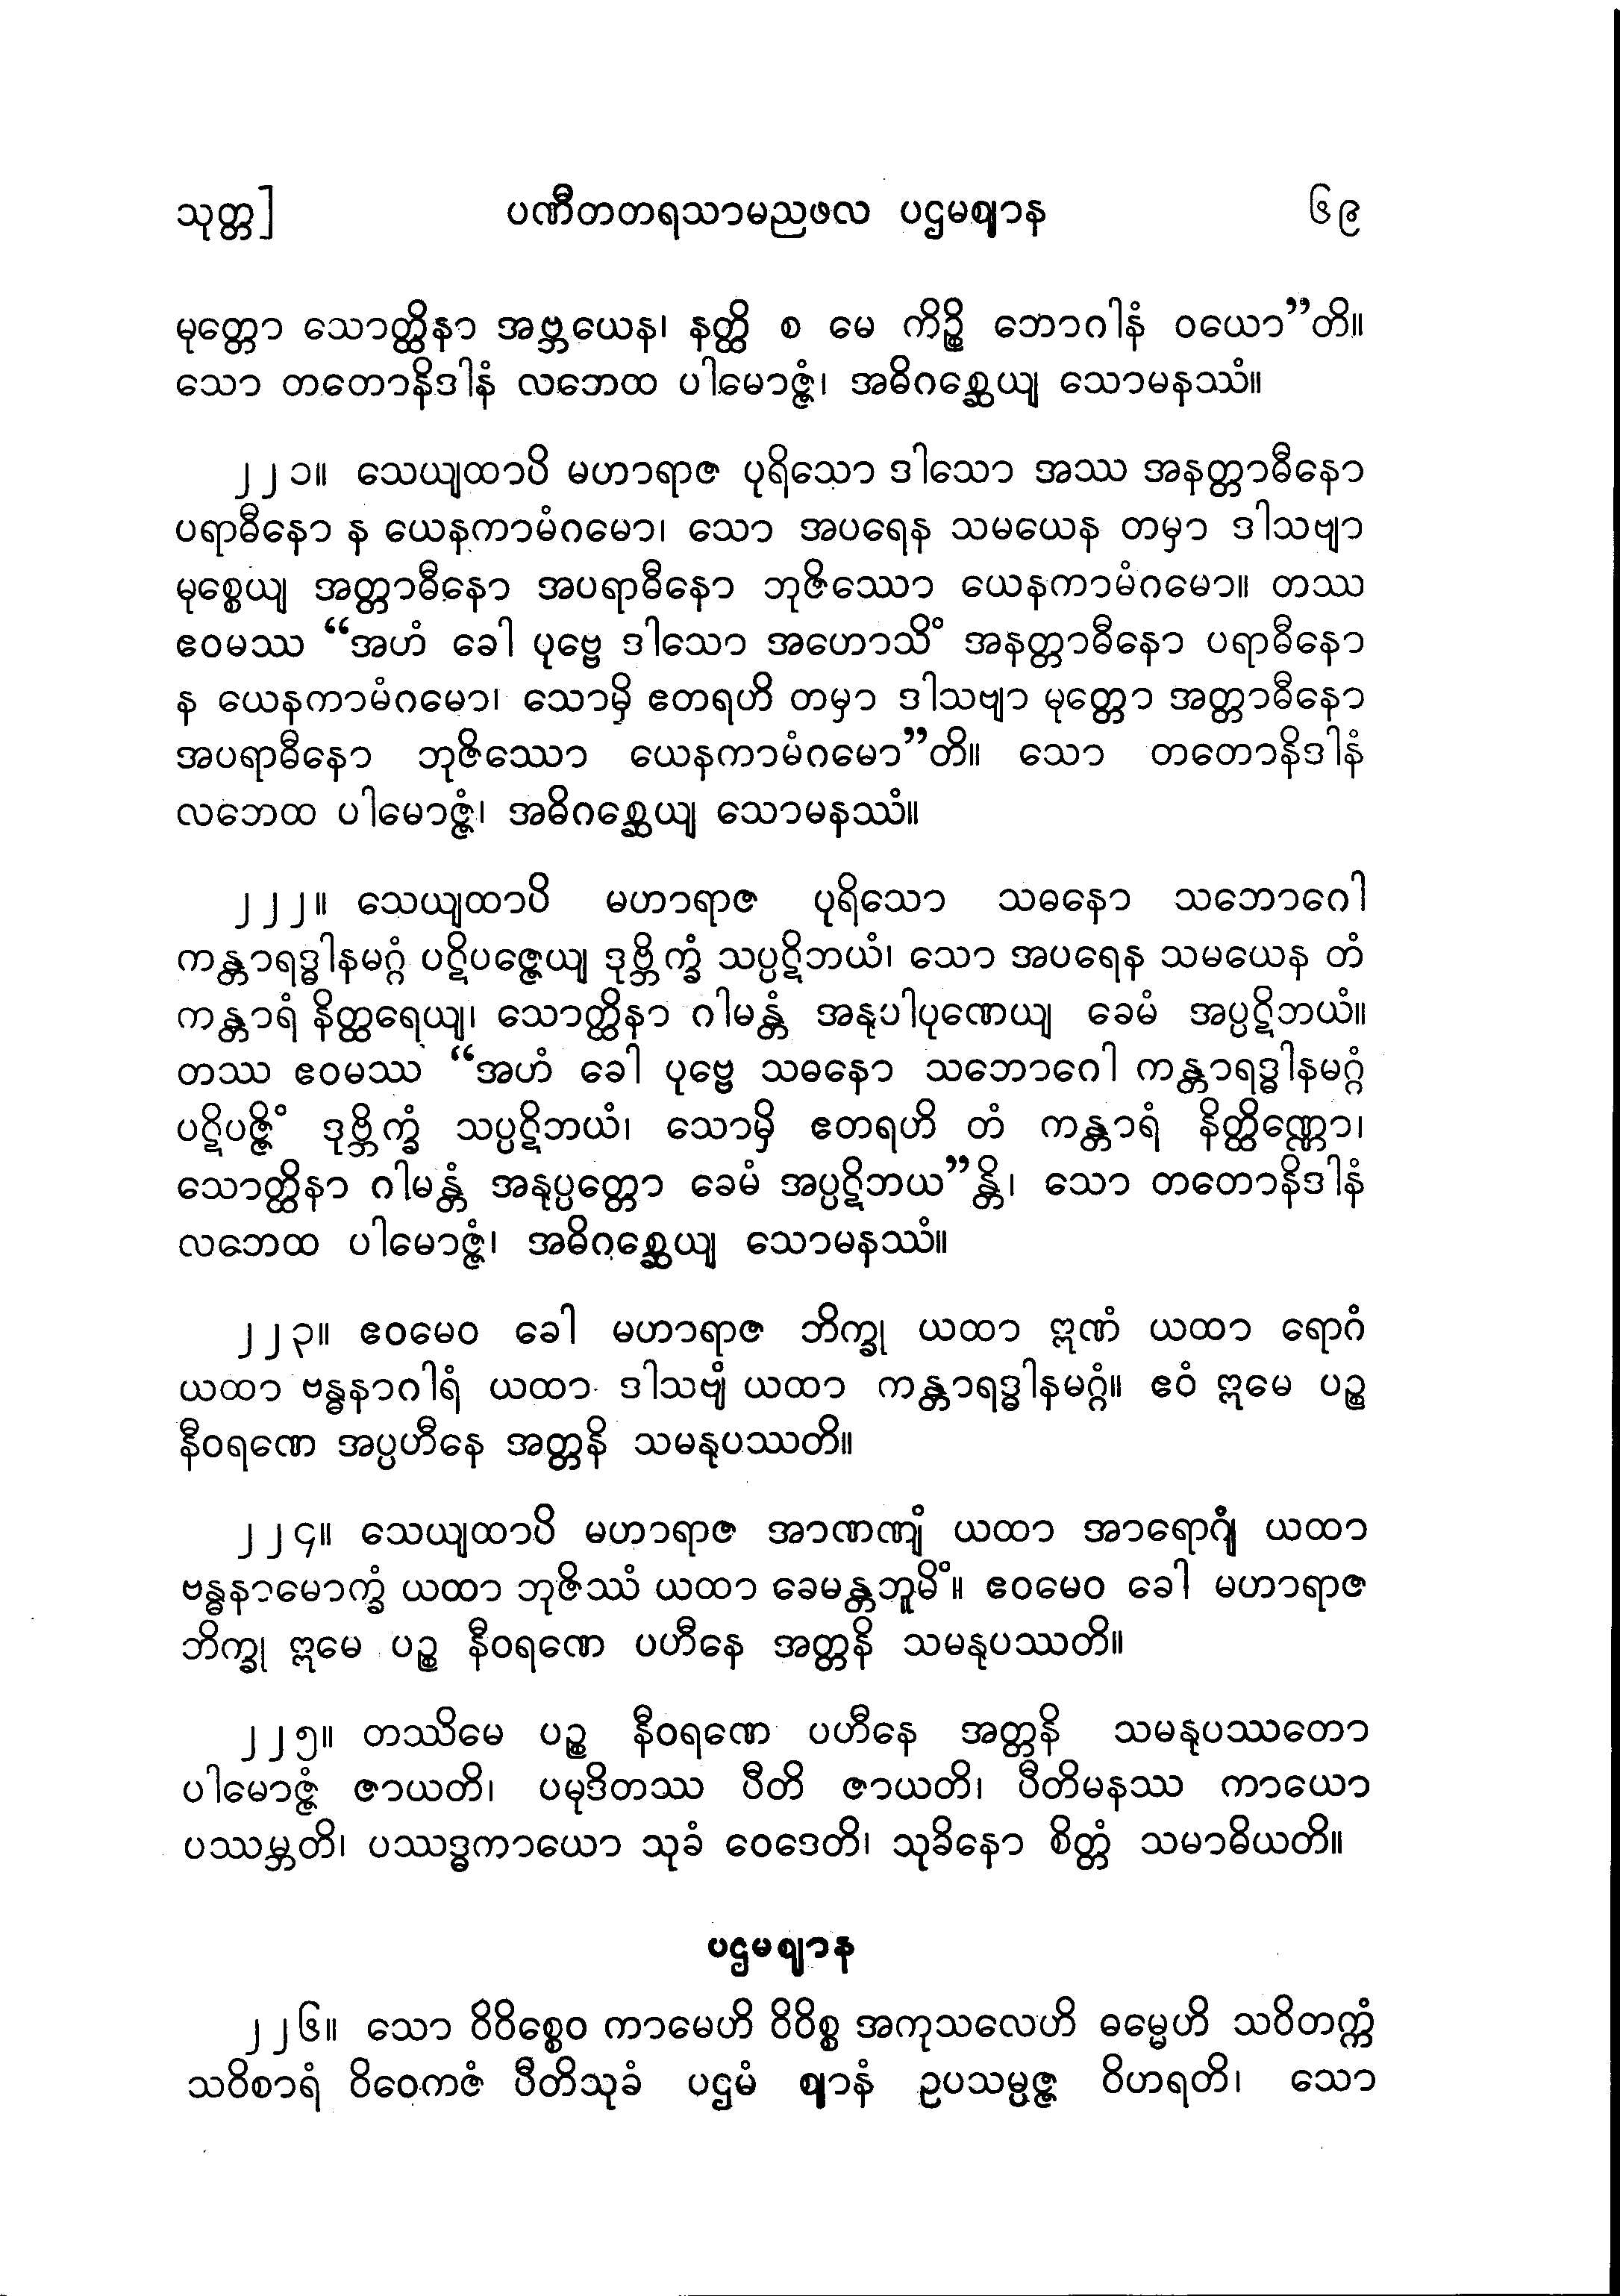 သုတ္တ] ပဏီတတရသာမညဖလ ပဌမဈာန ၆၉
မုတ္တော သောတ္ထိနာ အဗ္ဘယေန၊ နတ္ထိ စ မေ ကိဉ္စိ ဘောဂါနံ ဝယော”တိ။
သော တတောနိဒါနံ လဘေထ ပါမောဇ္ဇံ၊ အဓိဂစ္ဆေယျ သောမနဿံ။
၂၂၁။ သေယျထာပိ မဟာရာဇ ပုရိသော ဒါသော အဿ အနတ္တာဓီနော
ပရာဓီနော န ယေနကာမံဂမော၊ သော အပရေန သမယေန တမှာ ဒါသဗျာ
မုစ္စေယျ အတ္တာဓီနော အပရာဓီနော ဘုဇိဿော ယေနကာမံဂမော။ တဿ
ဧဝမဿ “အဟံ ခေါ ပုဗ္ဗေ ဒါသော အဟောသိံ အနတ္တာဓီနော ပရာဓီနော
န ယေနကာမံဂမော၊ သောမှိ ဧတရဟိ တမှာ ဒါသဗျာ မုတ္တော အတ္တာဓီနော
အပရာဓီနော ဘုဇိဿော ယေနကာမံဂမော”တိ။ သော တတောနိဒါနံ
လဘေထ ပါမောဇ္ဇံ၊ အဓိဂစ္ဆေယျ သောမနဿံ။
၂၂၂။ သေယျထာပိ မဟာရာဇ ပုရိသော သဓနော သဘောဂေါ
ကန္တာရဒ္ဓါနမဂ္ဂံ ပဋိပဇ္ဇေယျ ဒုဗ္ဘိက္ခံ သပ္ပဋိဘယံ၊ သော အပရေန သမယေန တံ
ကန္တာရံ နိတ္ထရေယျ၊ သောတ္ထိနာ ဂါမန္တံ အနုပါပုဏေယျ ခေမံ အပ္ပဋိဘယံ။
တဿ ဧဝမဿ “အဟံ ခေါ ပုဗ္ဗေ သဓနော သဘောဂေါ ကန္တာရဒ္ဓါနမဂ္ဂံ
ပဋိပဇ္ဇိံ ဒုဗ္ဘိက္ခံ သပ္ပဋိဘယံ၊ သောမှိ ဧတရဟိ တံ ကန္တာရံ နိတ္ထိဏ္ဏော၊
သောတ္ထိနာ ဂါမန္တံ အနုပ္ပတ္တော ခေမံ အပ္ပဋိဘယ”န္တိ၊ သော တတောနိဒါနံ
လဘေထ ပါမောဇ္ဇံ၊ အဓိဂစ္ဆေယျ သောမနဿံ။
၂၂၃။ ဧဝမေဝ ခေါ မဟာရာဇ ဘိက္ခု ယထာ ဣဏံ ယထာ ရောဂံ
ယထာ ဗန္ဓနာဂါရံ ယထာ ဒါသဗျံ ယထာ ကန္တာရဒ္ဓါနမဂ္ဂံ။ ဧဝံ ဣမေ ပဉ္စ
နီဝရဏေ အပ္ပဟီနေ အတ္တနိ သမနုပဿတိ။
၂၂၄။ သေယျထာပိ မဟာရာဇ အာဏဏျံ ယထာ အာရောဂျံ ယထာ
ဗန္ဓနာမောက္ခံ ယထာ ဘုဇိဿံ ယထာ ခေမန္တဘူမိံ။ ဧဝမေဝ ခေါ မဟာရာဇ
ဘိက္ခု ဣမေ ပဉ္စ နီဝရဏေ ပဟီနေ အတ္တနိ သမနုပဿတိ။
၂၂၅။ တဿိမေ ပဉ္စ နီဝရဏေ ပဟီနေ အတ္တနိ သမနုပဿတော
ပါမောဇ္ဇံ ဇာယတိ၊ ပမုဒိတဿ ပီတိ ဇာယတိ၊ ပီတိမနဿ ကာယော
ပဿမ္ဘတိ၊ ပဿဒ္ဓကာယော သုခံ ဝေဒေတိ၊ သုခိနော စိတ္တံ သမာဓိယတိ။
ပဌမဈာန
၂၂၆။ သော ဝိဝိစ္စေဝ ကာမေဟိ ဝိဝိစ္စ အကုသလေဟိ ဓမ္မေဟိ သဝိတက္ကံ
သဝိစာရံ ဝိဝေကဇံ ပီတိသုခံ ပဌမံ ဈာနံ ဥပသမ္ပဇ္ဇ ဝိဟရတိ၊ သော